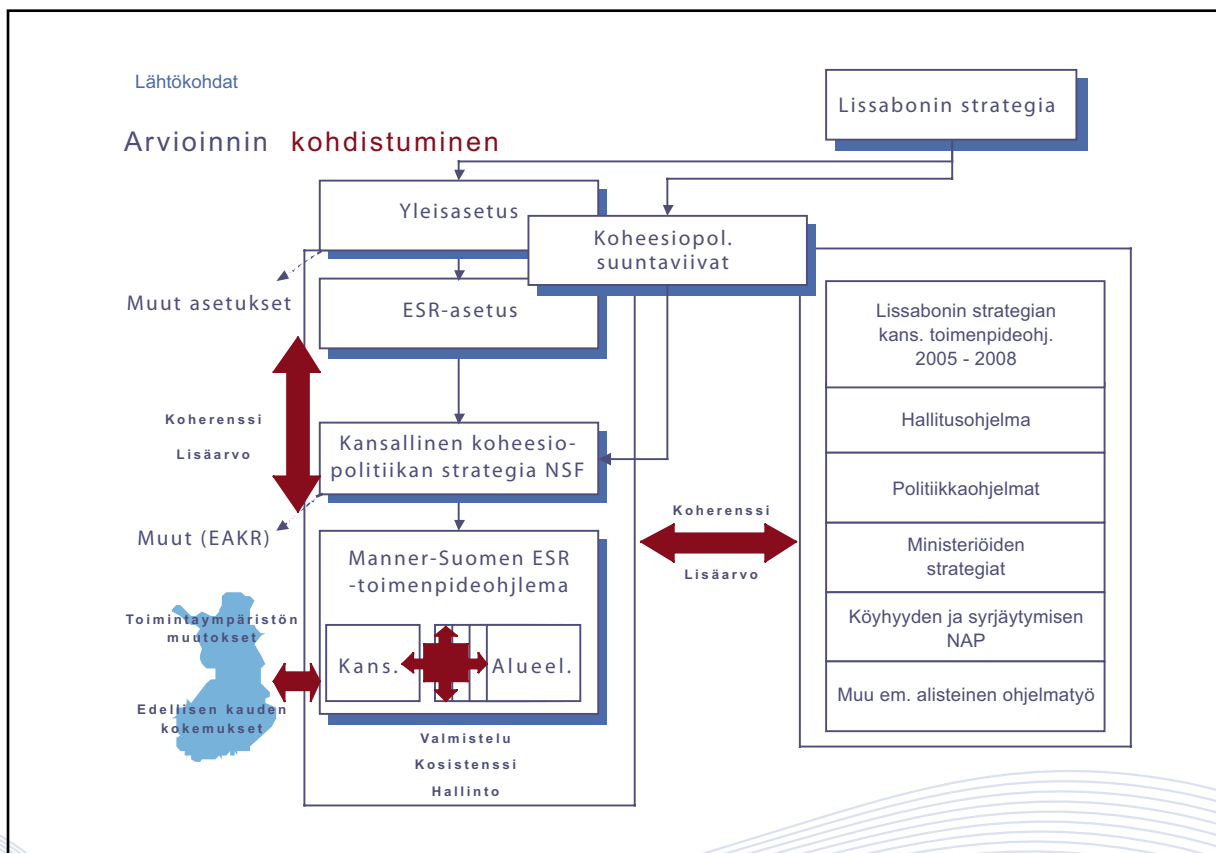 Lähtökohdat
Arvioinnin kohdistuminen
Lissabonin strategia
Yleisasetus
Koheesiopol.
suuntaviivat
Muut asetukset
ESR-asetus
Koherenssi
Lisäarvo
Kansallinen koheesio-
politiikan strategia NSF
Muut (EAKR)
Manner-Suomen ESR
-toimenpideohjlema
Kans.
Alueel.
Toimintaympäristön
muutokset
Edellisen kauden
kokemukset
Valmistelu
Kosistenssi
Hallinto
Koherenssi
Lisäarvo
Lissabonin strategian
kans. toimenpideohj.
2005 - 2008
Hallitusohjelma
Politiikkaohjelmat
Ministeriöiden
strategiat
Köyhyyden ja syrjäytymisen
NAP
Muu em. alisteinen ohjelmatyö